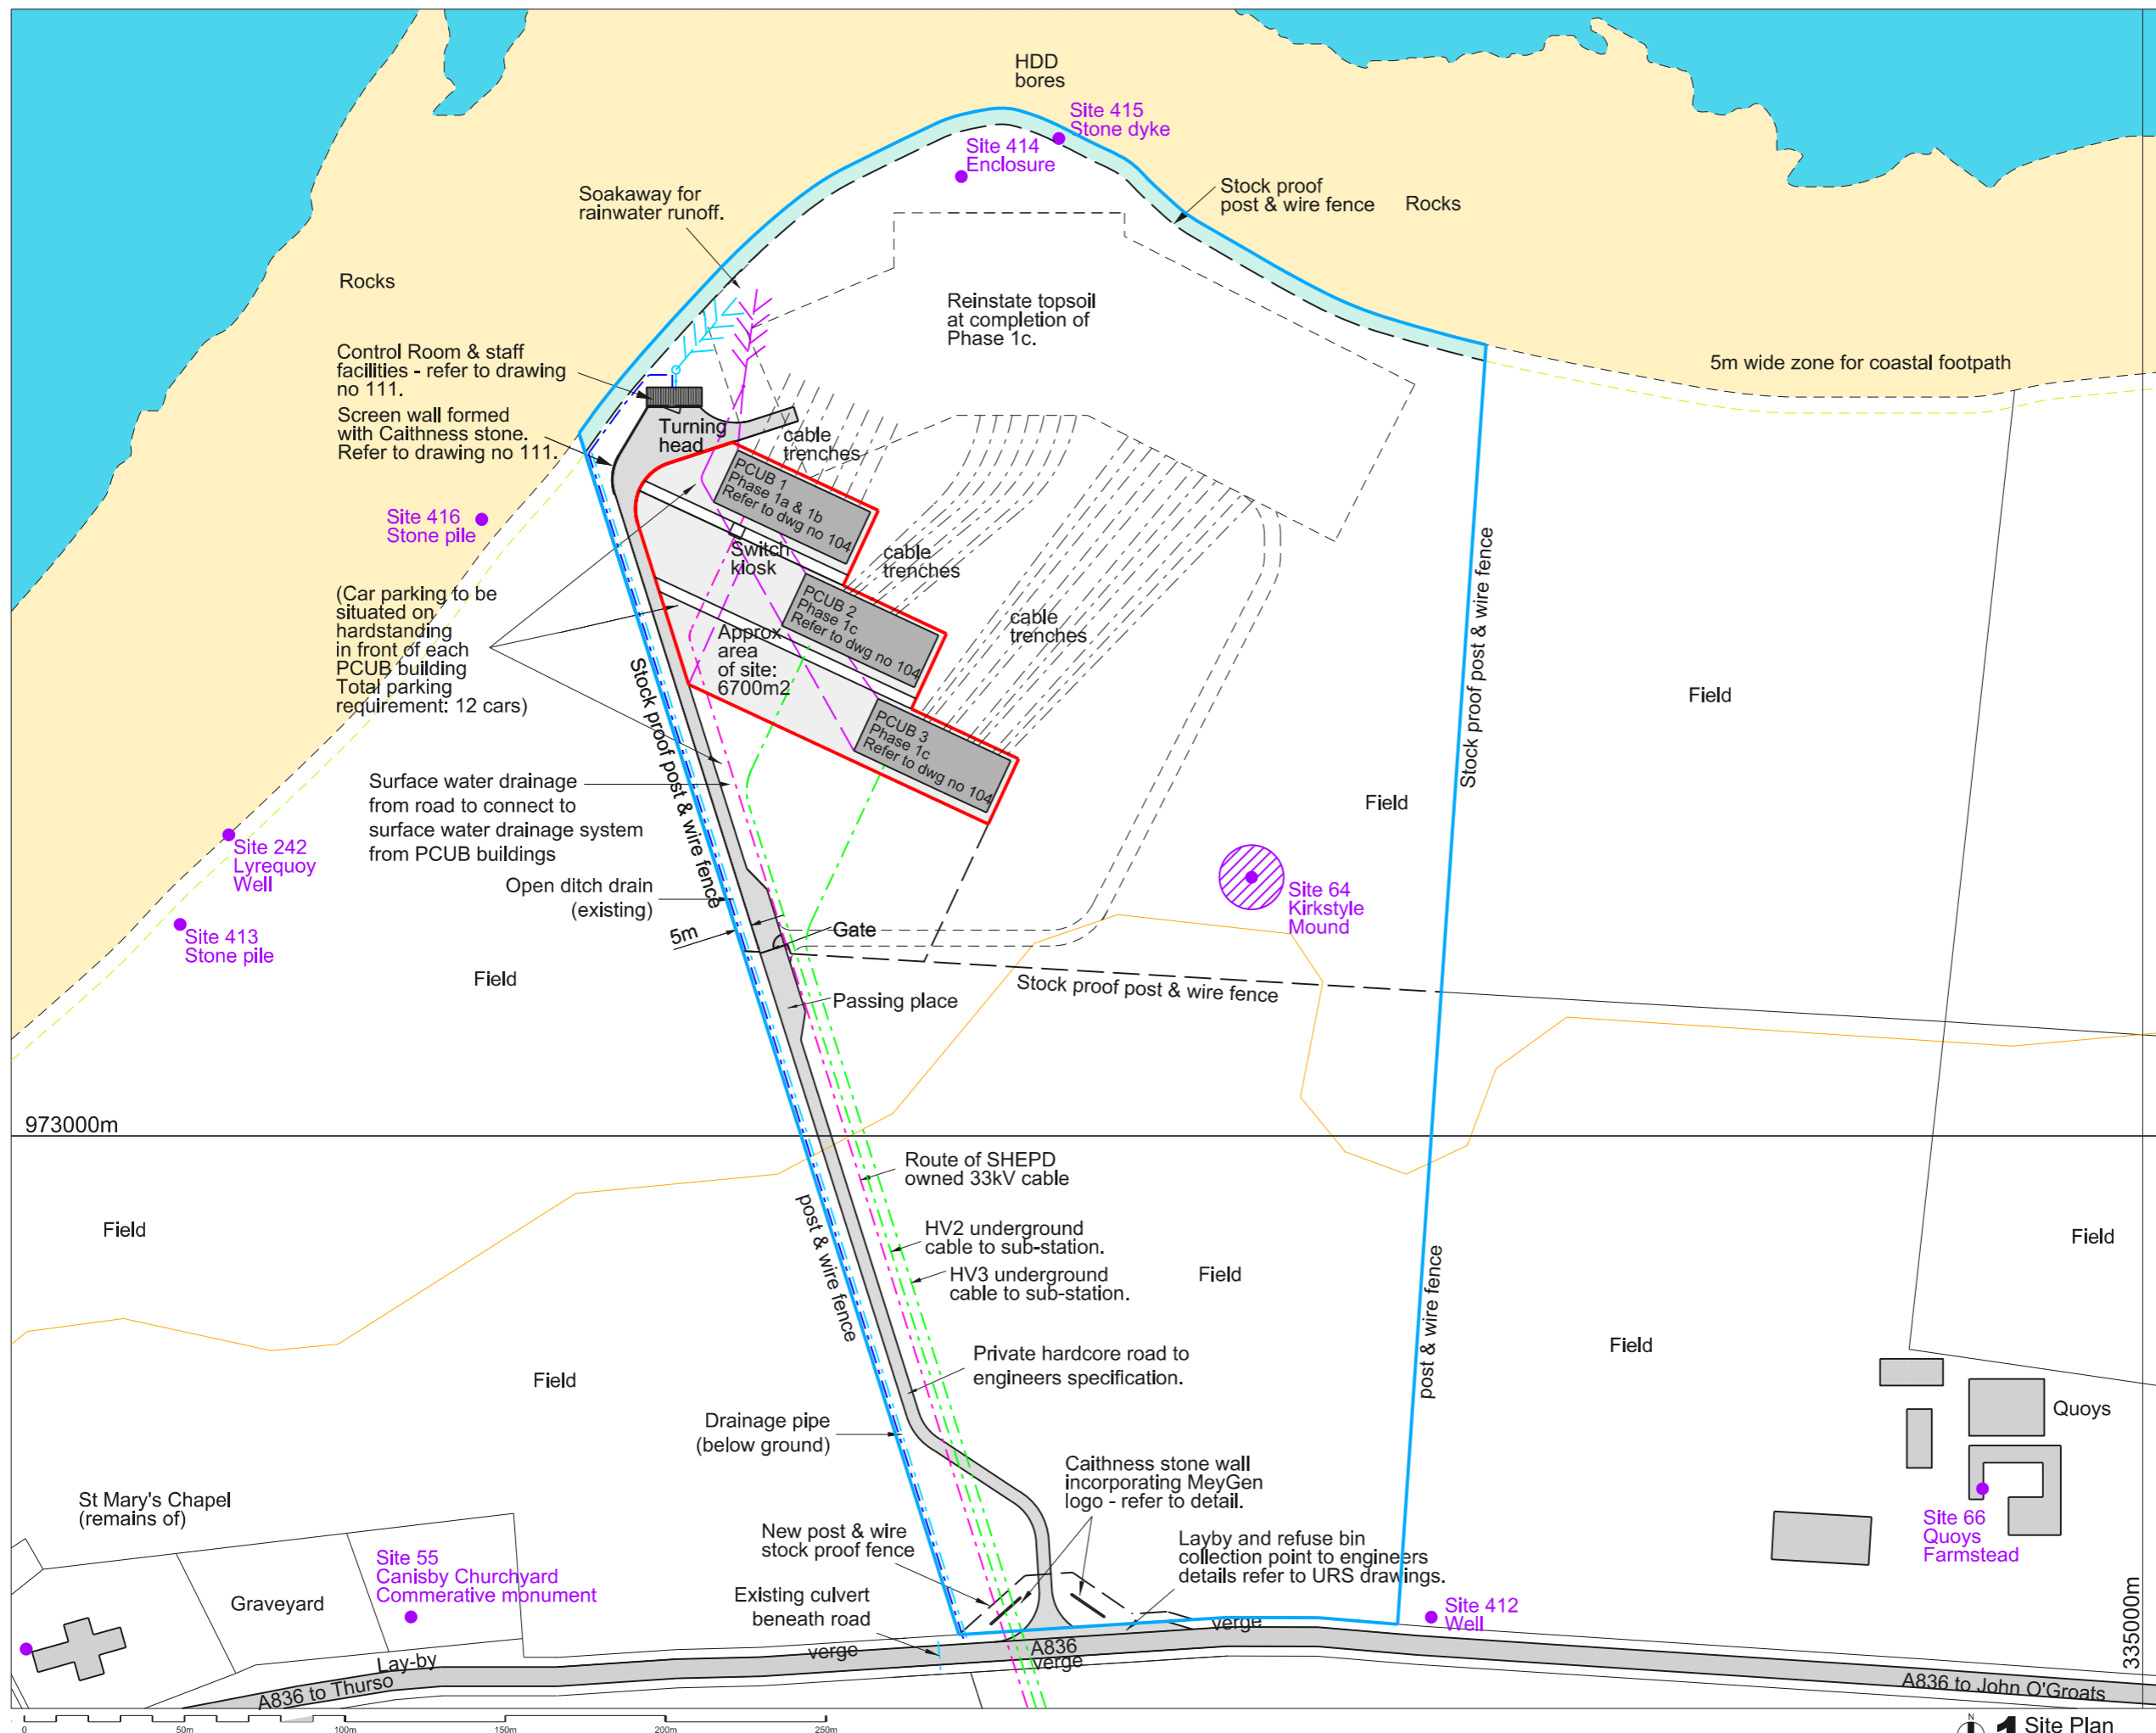 HDD
bores
Site 415
Stone dyke
Site 414
Enclosure
Soakaway for
rainwater runoff.
Stock proof
post & wire fence
Rocks
Rocks
Reinstate topsoil
at completion of
Phase 1c.
Control Room & staff
facilities - refer to drawing
no 111.
5m wide zone for coastal footpath
Screen wall formed
with Caithness stone.
Refer to drawing no 111.
Turning
head
cable
trenches
PCUB 1
Phase 1a & 1b
Refer to dwg no 104
Site 416
Stone pile
Switch
kiosk
cable
trenches
(Car parking to be
situated on
hardstanding
in front of each
PCUB building
Total parking
requirement: 12 cars)
PCUB 2
Phase 1c
Refer to dwg no 104
cable
trenches
Approx
area
of site:
6700m2
Stock proof post & wire fence
Stock proof post & wire fence
Field
PCUB 3
Phase 1c
Refer to dwg no 104
Surface water drainage
from road to connect to
surface water drainage system
from PCUB buildings
Field
Site 242
Lyrequoy
Well
Open ditch drain
(existing)
Site 64
Kirkstyle
Mound
Site 413
Stone pile
5m
Gate
Field
Stock proof post & wire fence
Passing place
973000m
Route of SHEPD
owned 33kV cable
Field
post & wire fence
HV2 underground
cable to sub-station.
Field
HV3 underground
cable to sub-station.
Field
post & wire fence
Field
Private hardcore road to
engineers specification.
Field
Quoys
Drainage pipe
(below ground)
Caithness stone wall
incorporating MeyGen
logo - refer to detail.
St Mary's Chapel
(remains of)
New post & wire
stock proof fence
Layby and refuse bin
collection point to engineers
details refer to URS drawings.
Site 66
Quoys
Farmstead
Site 55
Canisby Churchyard
Commerative monument
Graveyard
Existing culvert
beneath road
Site 412
Well
verge
verge
A836
verge
Lay-by
A836 to Thurso
A836 to John O'Groats
335000m
0
50m
100m
150m
200m
250m
N
1 Site Plan